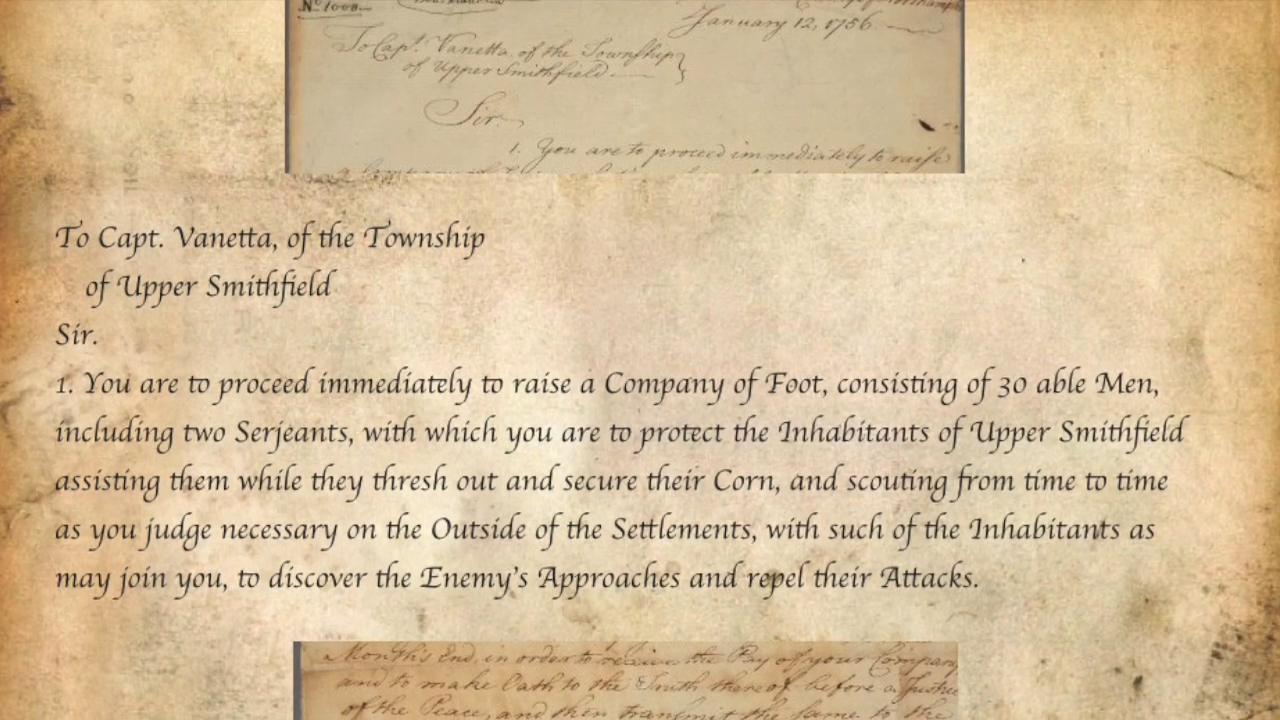 No 1008
January 12, 1756.
To Capt. Vanetta, of the Township
of Upper Smithfield.
Sir.
1. You are to proceed immediately to raise
To Capt. Vanetta, of the Township
of Upper Smithfield
Sir.
1. You are to proceed immediately to raise a Company of Foot, consisting of 30 able Men,
including two Serjeants, with which you are to protect the Inhabitants of Upper Smithfield
assisting them while they thresh out and secure their Corn, and scouting from time to time
as you judge necessary on the Outside of the Settlements, with such of the Inhabitants as
may join you, to discover the Enemy's Approaches and repel their Attacks.
Month's End, in order to receive the Pay of your Company
and to make Oath to the Truth thereof before a Justice
of the Peace, and then transmit the same to the